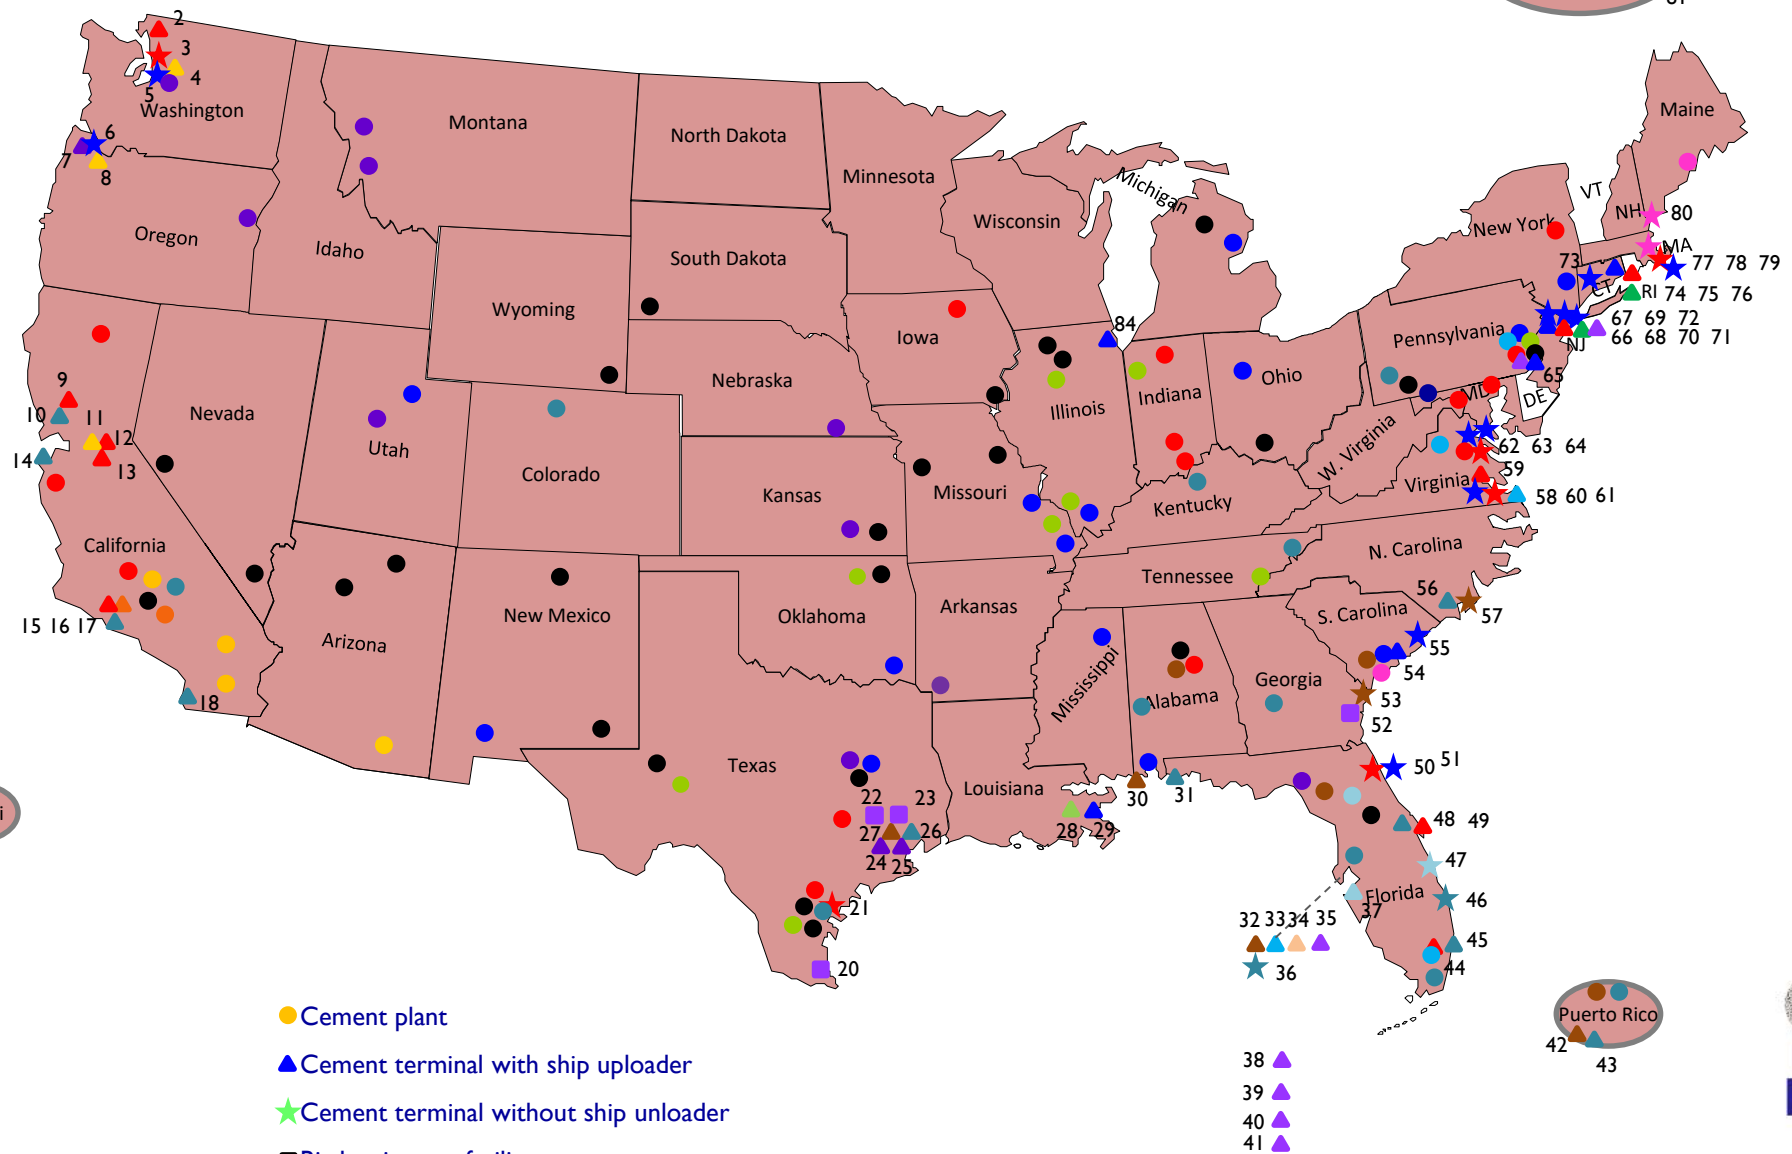 81
2
3
4
5
Washington
6
7
8
Montana
North Dakota
Minnesota
Wisconsin
Michigan
Maine
VT
NH
80
New York
MA
Oregon
Idaho
South Dakota
73
77 78 79
CT
RI 74 75 76
Wyoming
Iowa
84
Pennsylvania
67 69 72
NJ
66 68 70 71
65
Nebraska
Ohio
Indiana
Illinois
MD
DE
9
10
11
12
13
14
Nevada
Utah
Colorado
Kansas
Missouri
Kentucky
W. Virginia
Virginia
62 63 64
59
58 60 61
California
N. Carolina
Tennessee
Arkansas
Oklahoma
New Mexico
Arizona
15 16 17
18
S. Carolina
56
57
55
54
53
52
Georgia
Alabama
Mississippi
Texas
Louisiana
50 51
i
22
23
27
26
24
25
28
29
30
31
48 49
47
21
Florida
37
46
32 33 34 35
36
45
44
20
Puerto Rico
42
43
Cement plant
Cement terminal with ship uploader
Cement terminal without ship unloader
38
39
40
41